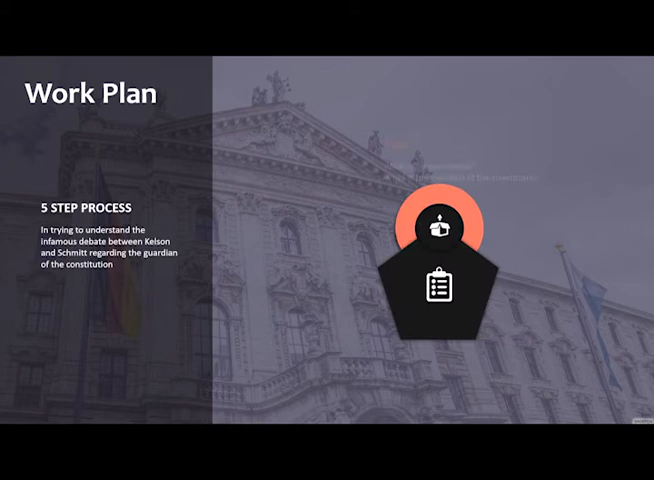 Work Plan
5 STEP PROCESS
In trying to understand the
infamous debate between Kelson
and Schmitt regarding the guardian
of the constitution